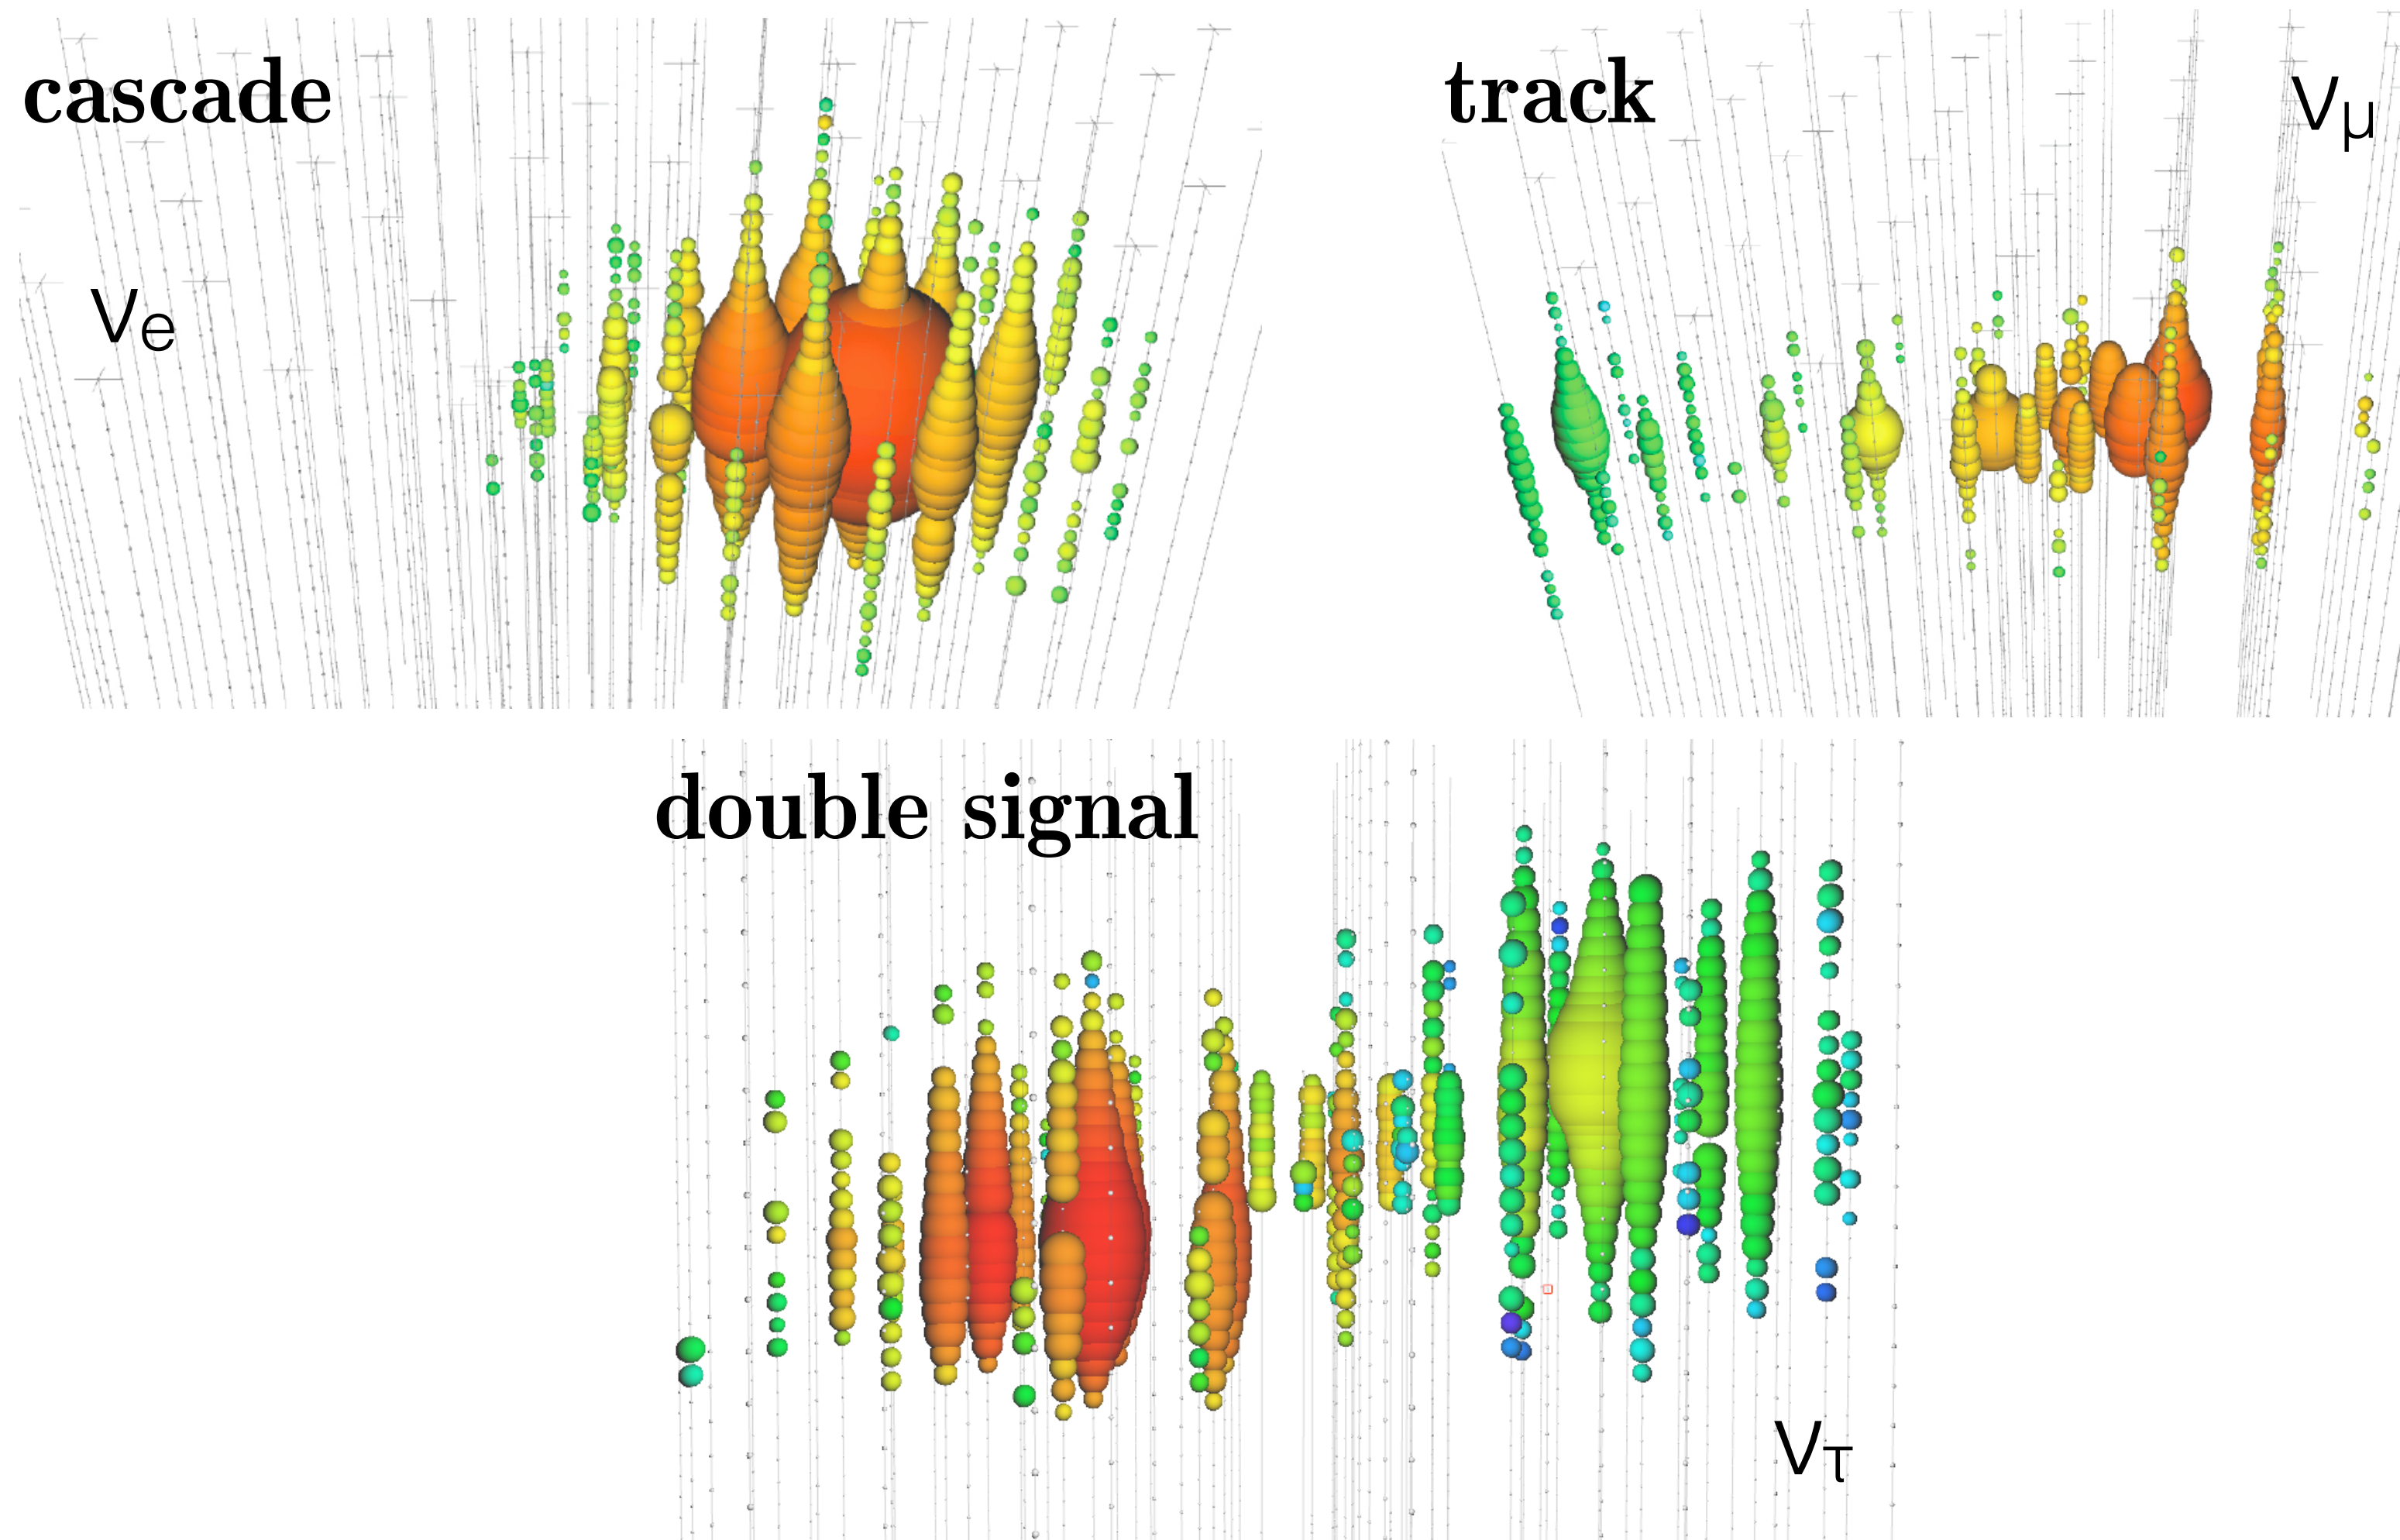 cascade
track
νμ
νe
double signal
ντ